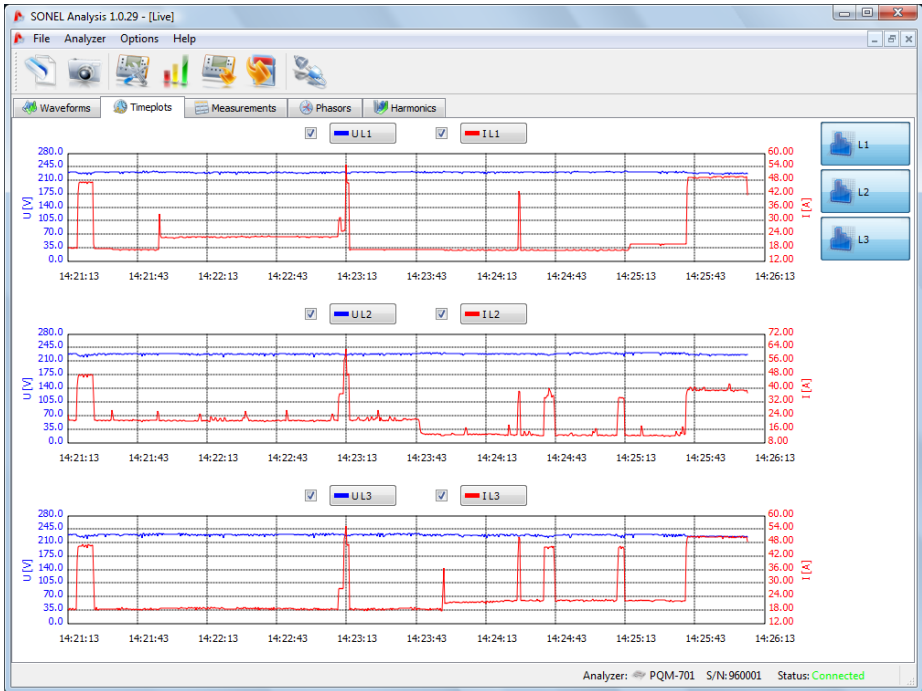 SONEL Analysis 1.0.29 - [Live]
File Analyzer Options Help
Waveforms Timeplots Measurements Phasors Harmonics
U L1 I L1
L1
L2
L3
U [V]
280.0
245.0
210.0
175.0
140.0
105.0
70.0
35.0
0.0
60.00
54.00
48.00
42.00
36.00
30.00
24.00
18.00
12.00
I [A]
14:21:13 14:21:43 14:22:13 14:22:43 14:23:13 14:23:43 14:24:13 14:24:43 14:25:13 14:25:43 14:26:13
U L2 I L2
U [V]
280.0
245.0
210.0
175.0
140.0
105.0
70.0
35.0
0.0
72.00
64.00
56.00
48.00
40.00
32.00
24.00
16.00
8.00
I [A]
14:21:13 14:21:43 14:22:13 14:22:43 14:23:13 14:23:43 14:24:13 14:24:43 14:25:13 14:25:43 14:26:13
U L3 I L3
U [V]
280.0
245.0
210.0
175.0
140.0
105.0
70.0
35.0
0.0
60.00
54.00
48.00
42.00
36.00
30.00
24.00
18.00
12.00
I [A]
14:21:13 14:21:43 14:22:13 14:22:43 14:23:13 14:23:43 14:24:13 14:24:43 14:25:13 14:25:43 14:26:13
Analyzer: PQM-701 S/N: 960001 Status: Connected